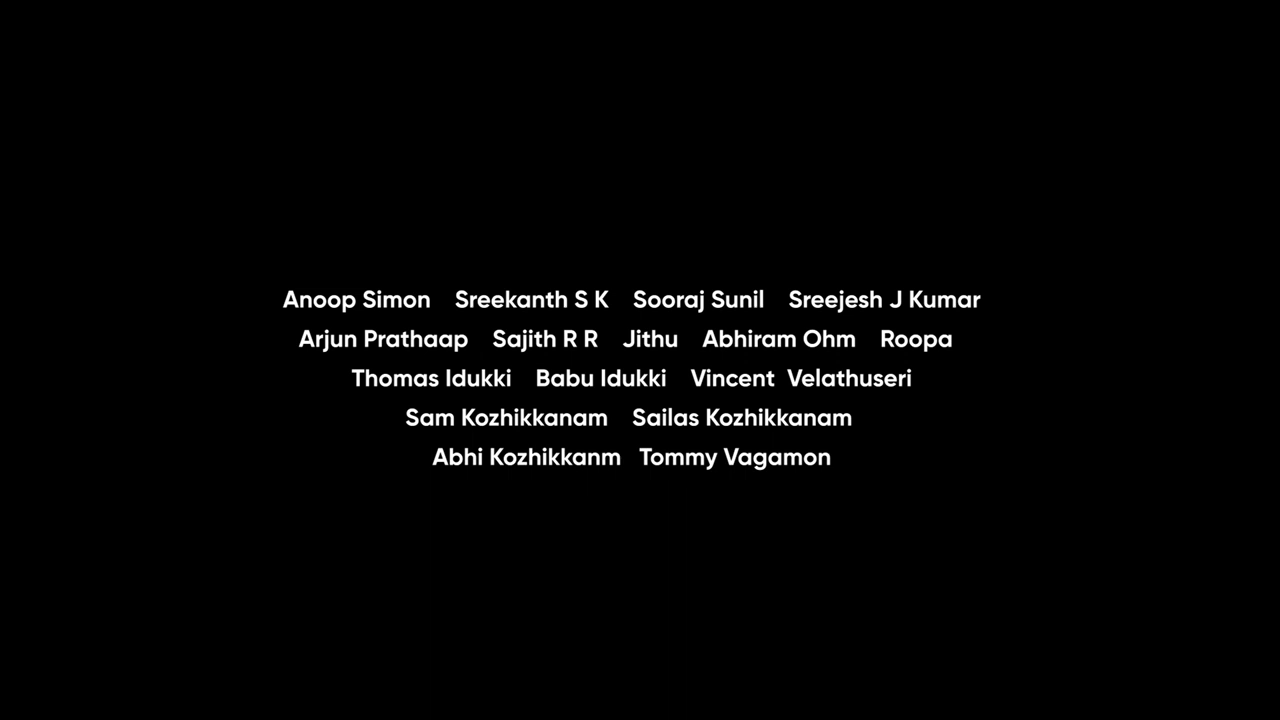 Anoop Simon Sreekanth S K Sooraj Sunil Sreejesh J Kumar
Arjun Prathaap Sajith R R Jithu Abhiram Ohm Roopa
Thomas Idukki Babu Idukki Vincent Velathuseri
Sam Kozhikkanam Sailas Kozhikkanam
Abhi Kozhikkanm Tommy Vagamon